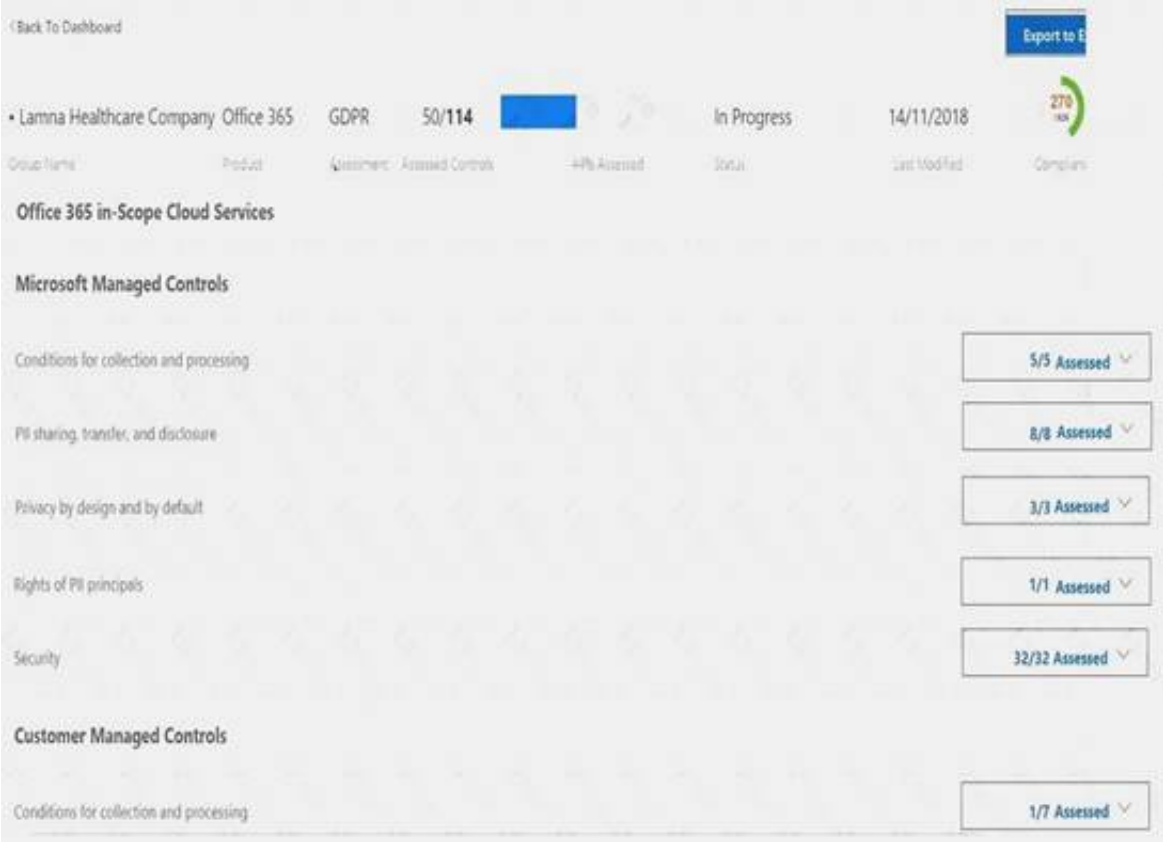 <Back To Dashboard
Export to E
• Lamna Healthcare Company Office 365 GDPR 50/114 In Progress 14/11/2018 270
Group Name Product Assessment Assessed Controls Assessed Status Last Modified Complian
Office 365 in-Scope Cloud Services
Microsoft Managed Controls
Conditions for collection and processing 5/5 Assessed
PII sharing, transfer, and disclosure 8/8 Assessed
Privacy by design and by default 3/3 Assessed
Rights of PII principals 1/1 Assessed
Security 32/32 Assessed
Customer Managed Controls
Conditions for collection and processing 1/7 Assessed